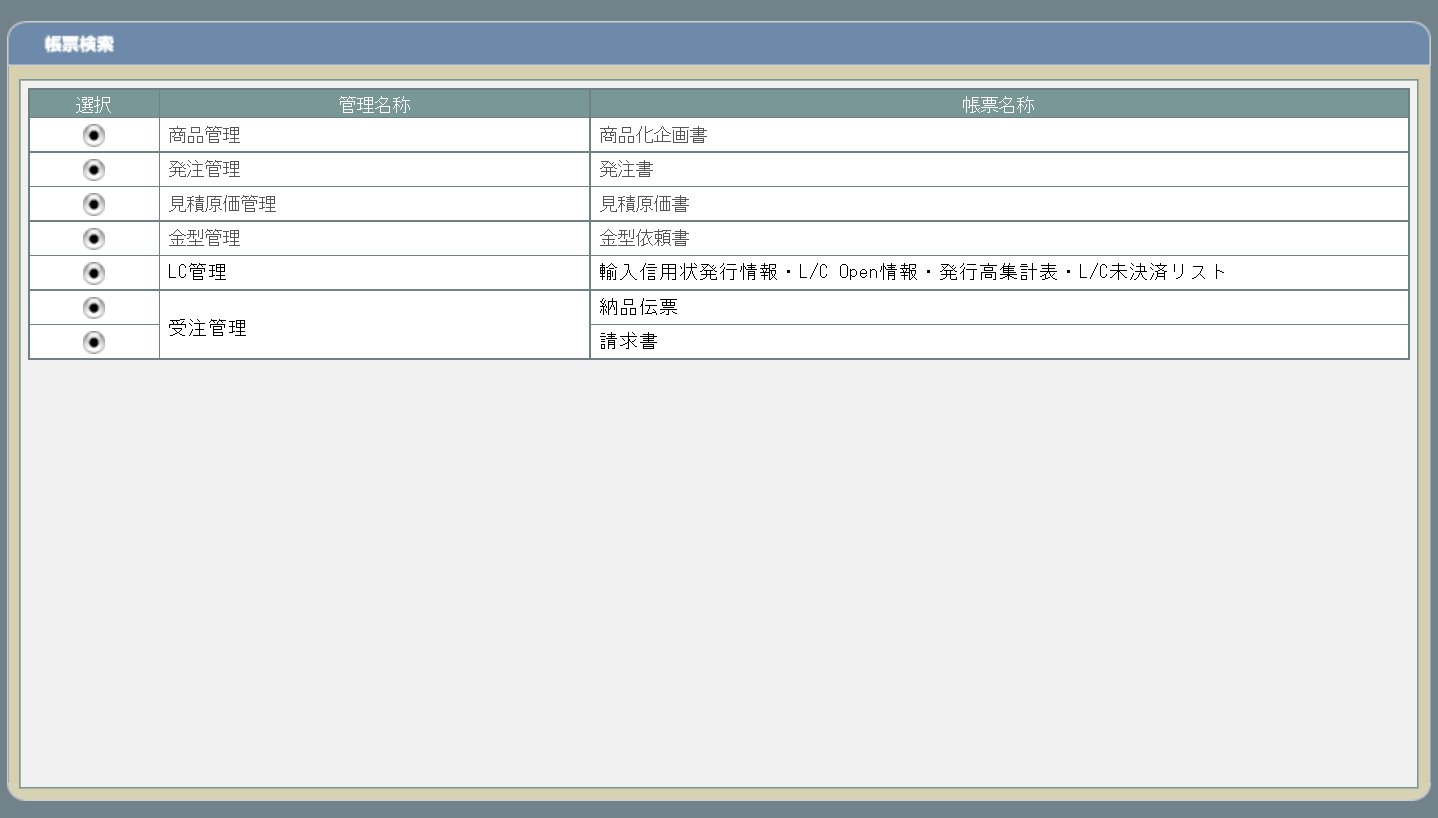 帳票検索
選択 管理名称 帳票名称
商品管理 商品化企画書
発注管理 発注書
見積原価管理 見積原価書
金型管理 金型依頼書
LC管理 輸入信用状発行情報・L/C Open情報・発行高集計表・L/C未決済リスト
受注管理 納品伝票
請求書